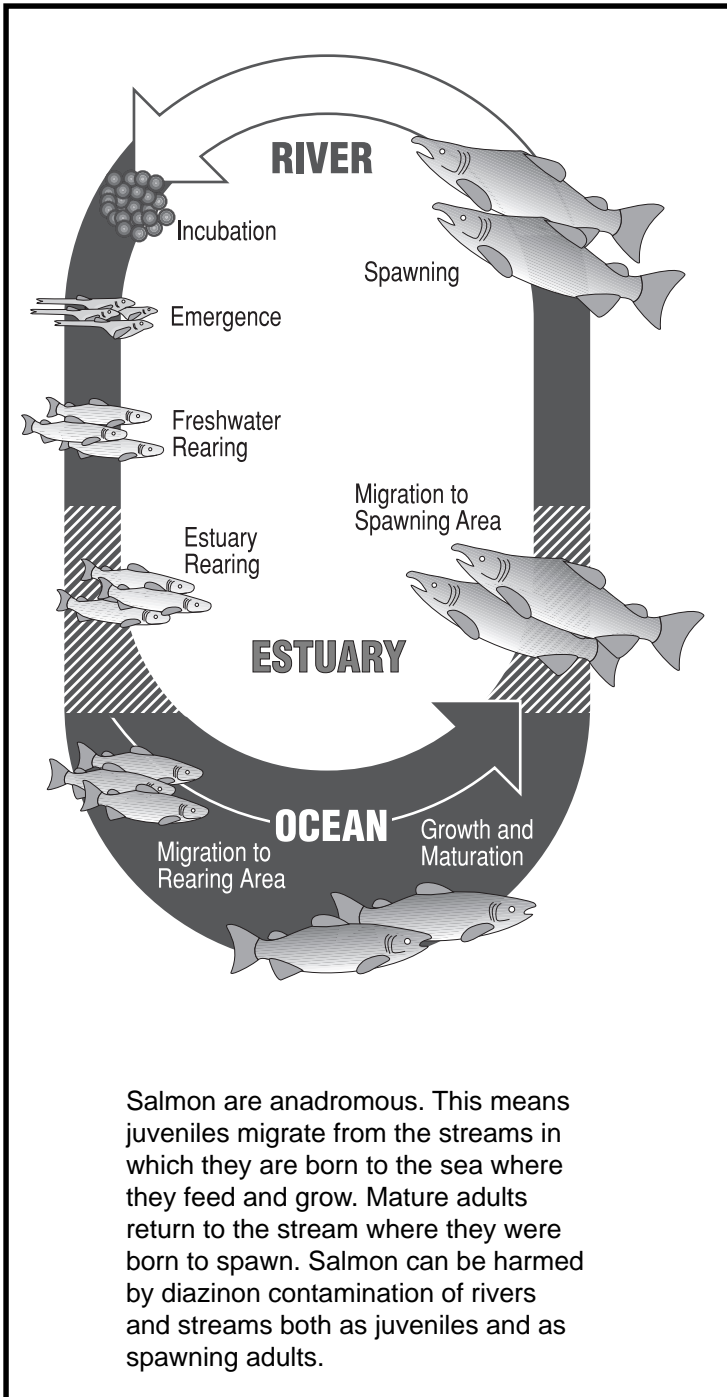 RIVER
Incubation
Spawning
Emergence
Freshwater
Rearing
Migration to
Spawning Area
Estuary
Rearing
ESTUARY
OCEAN
Migration to
Rearing Area
Growth and
Maturation
Salmon are anadromous. This means
juveniles migrate from the streams in
which they are born to the sea where
they feed and grow. Mature adults
return to the stream where they were
born to spawn. Salmon can be harmed
by diazinon contamination of rivers
and streams both as juveniles and as
spawning adults.